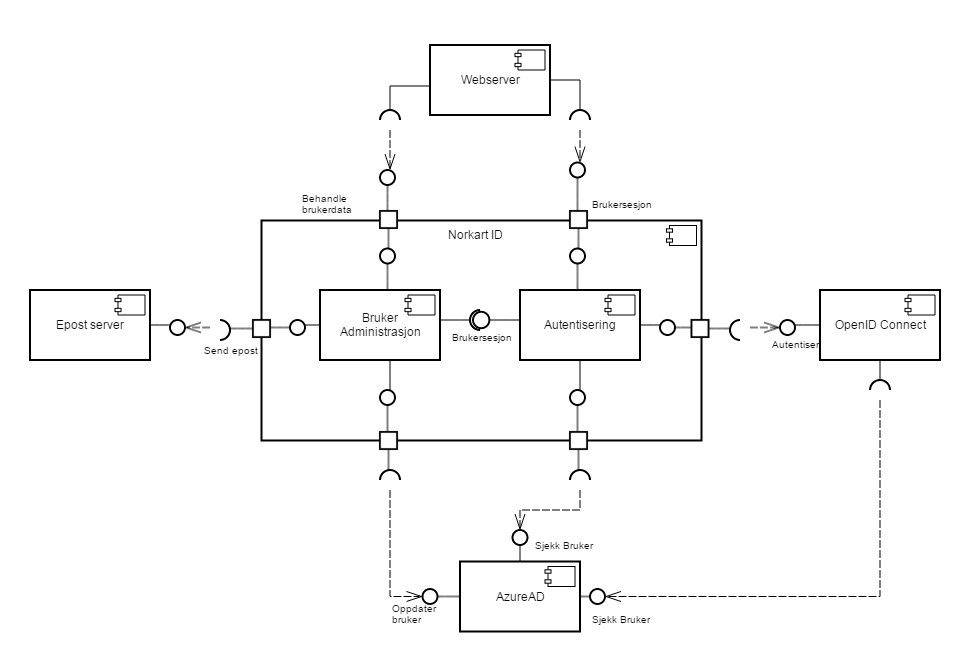 Webserver
Behandle
brukerdata
Brukersesjon
Norkart ID
Epost server
Bruker
Administrasjon
Autentisering
OpenID Connect
Send epost
Brukersesjon
Autentiser
Sjekk Bruker
AzureAD
Oppdater
bruker
Sjekk Bruker